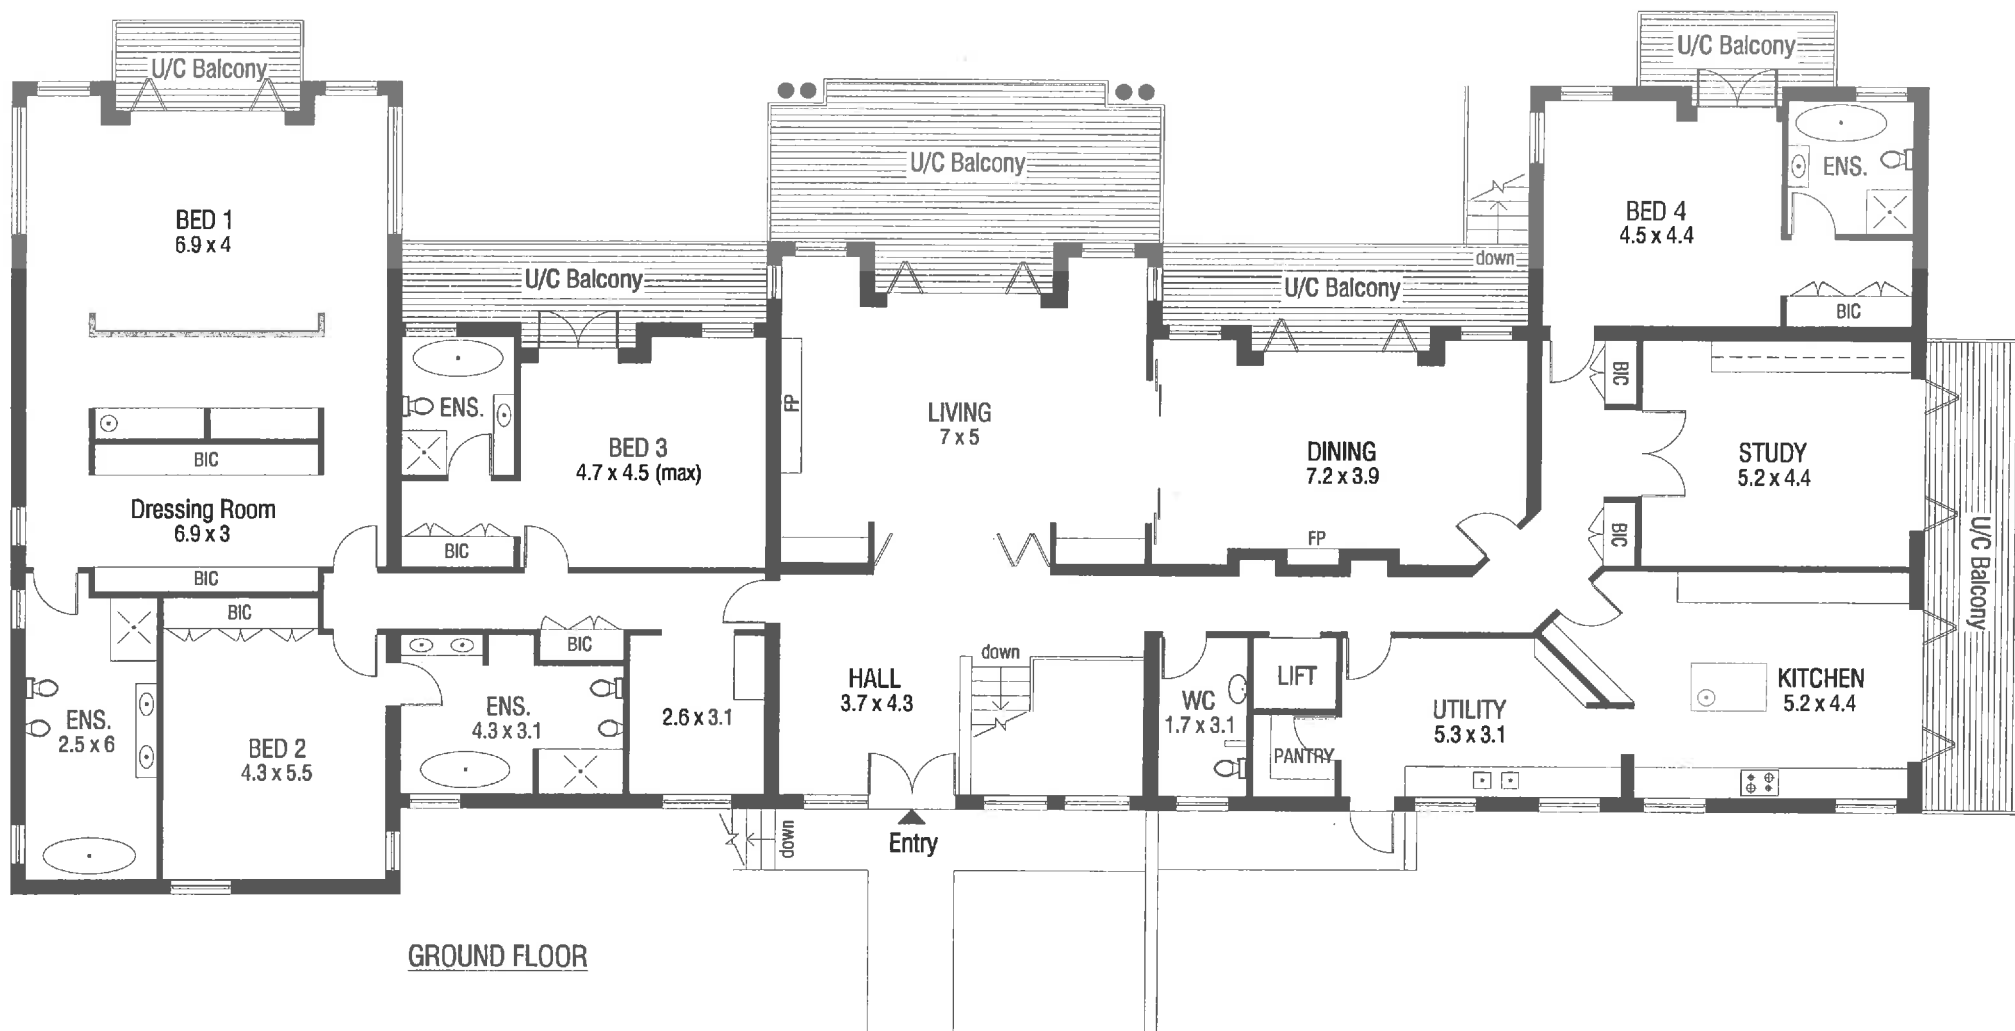 U/C Balcony
U/C Balcony
U/C Balcony
BED 1
6.9 x 4
BED 4
4.5 x 4.4
ENS.
U/C Balcony
down
U/C Balcony
BIC
ENS.
BED 3
4.7 x 4.5 (max)
FP
LIVING
7 x 5
DINING
7.2 x 3.9
FP
BIC
STUDY
5.2 x 4.4
BIC
U/C Balcony
BIC
Dressing Room
6.9 x 3
BIC
BIC
BIC
BIC
ENS.
2.5 x 6
BED 2
4.3 x 5.5
ENS.
4.3 x 3.1
2.6 x 3.1
HALL
3.7 x 4.3
down
WC
1.7 x 3.1
LIFT
PANTRY
UTILITY
5.3 x 3.1
KITCHEN
5.2 x 4.4
down
Entry
GROUND FLOOR